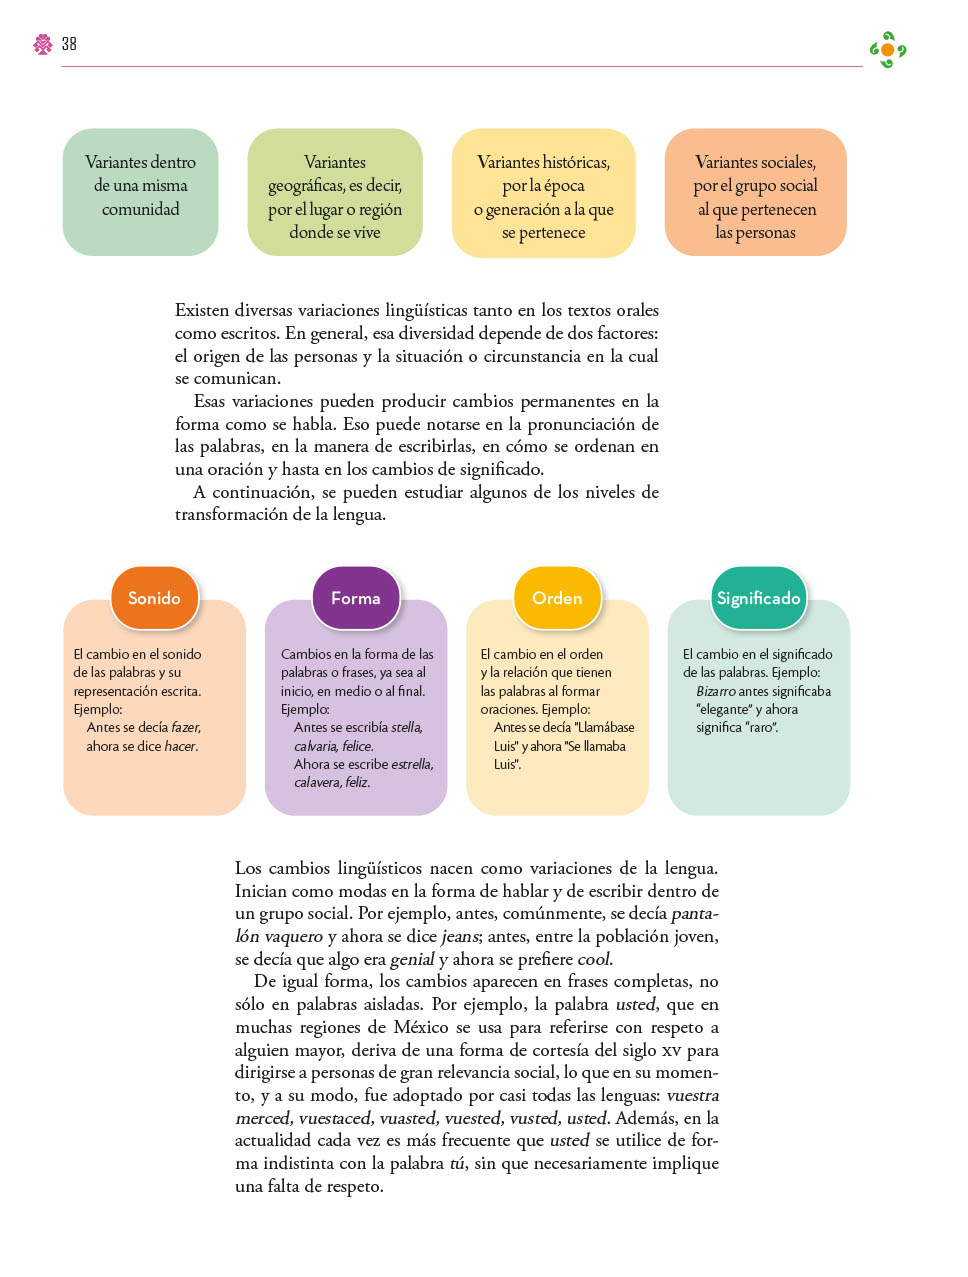 38
Variantes dentro
de una misma
comunidad
Variantes
geográficas, es decir,
por el lugar o región
donde se vive
Variantes históricas,
por la época
o generación a la que
se pertenece
Variantes sociales,
por el grupo social
al que pertenecen
las personas
Existen diversas variaciones lingüísticas tanto en los textos orales
como escritos. En general, esa diversidad depende de dos factores:
el origen de las personas y la situación o circunstancia en la cual
se comunican.
Esas variaciones pueden producir cambios permanentes en la
forma como se habla. Eso puede notarse en la pronunciación de
las palabras, en la manera de escribirlas, en cómo se ordenan en
una oración y hasta en los cambios de significado.
A continuación, se pueden estudiar algunos de los niveles de
transformación de la lengua.
Sonido
El cambio en el sonido
de las palabras y su
representación escrita.
Ejemplo:
Antes se decía fazer,
ahora se dice hacer.
Forma
Cambios en la forma de las
palabras o frases, ya sea al
inicio, en medio o al final.
Ejemplo:
Antes se escribía stella,
calvaria, felice.
Ahora se escribe estrella,
calavera, feliz.
Orden
El cambio en el orden
y la relación que tienen
las palabras al formar
oraciones. Ejemplo:
Antes se decía "Llamábase
Luis" y ahora "Se llamaba
Luis".
Significado
El cambio en el significado
de las palabras. Ejemplo:
Bizarro antes significaba
“elegante” y ahora
significa “raro”.
Los cambios lingüísticos nacen como variaciones de la lengua.
Inician como modas en la forma de hablar y de escribir dentro de
un grupo social. Por ejemplo, antes, comúnmente, se decía panta-
lón vaquero y ahora se dice jeans; antes, entre la población joven,
se decía que algo era genial y ahora se prefiere cool.
De igual forma, los cambios aparecen en frases completas, no
sólo en palabras aisladas. Por ejemplo, la palabra usted, que en
muchas regiones de México se usa para referirse con respeto a
alguien mayor, deriva de una forma de cortesía del siglo XV para
dirigirse a personas de gran relevancia social, lo que en su momen-
to, y a su modo, fue adoptado por casi todas las lenguas: vuestra
merced, vuestaced, vuasted, vuested, vusted, usted. Además, en la
actualidad cada vez es más frecuente que usted se utilice de for-
ma indistinta con la palabra tú, sin que necesariamente implique
una falta de respeto.